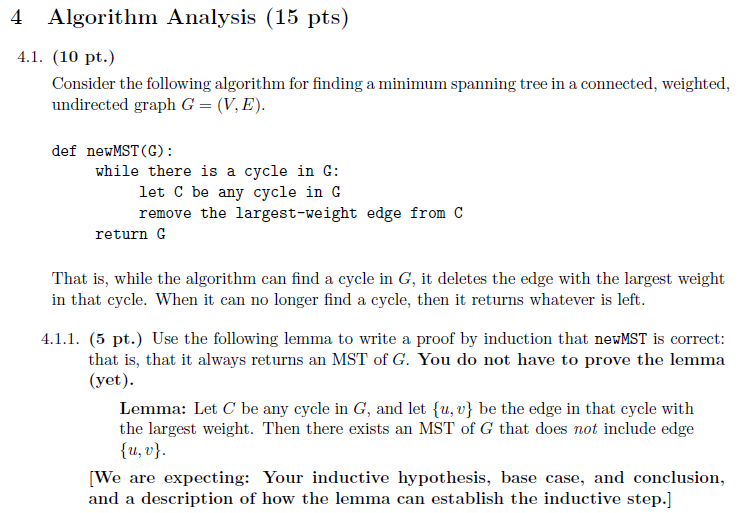 4 Algorithm Analysis (15 pts)
4.1. (10 pt.)
Consider the following algorithm for finding a minimum spanning tree in a connected, weighted,
undirected graph G = (V, E).
def newMST(G):
while there is a cycle in G:
let C be any cycle in G
remove the largest-weight edge from C
return G
That is, while the algorithm can find a cycle in G, it deletes the edge with the largest weight
in that cycle. When it can no longer find a cycle, then it returns whatever is left.
4.1.1. (5 pt.) Use the following lemma to write a proof by induction that newMST is correct:
that is, that it always returns an MST of G. You do not have to prove the lemma
(yet).
Lemma: Let C be any cycle in G, and let {u, v} be the edge in that cycle with
the largest weight. Then there exists an MST of G that does not include edge
{u, v}.
[We are expecting: Your inductive hypothesis, base case, and conclusion,
and a description of how the lemma can establish the inductive step.]